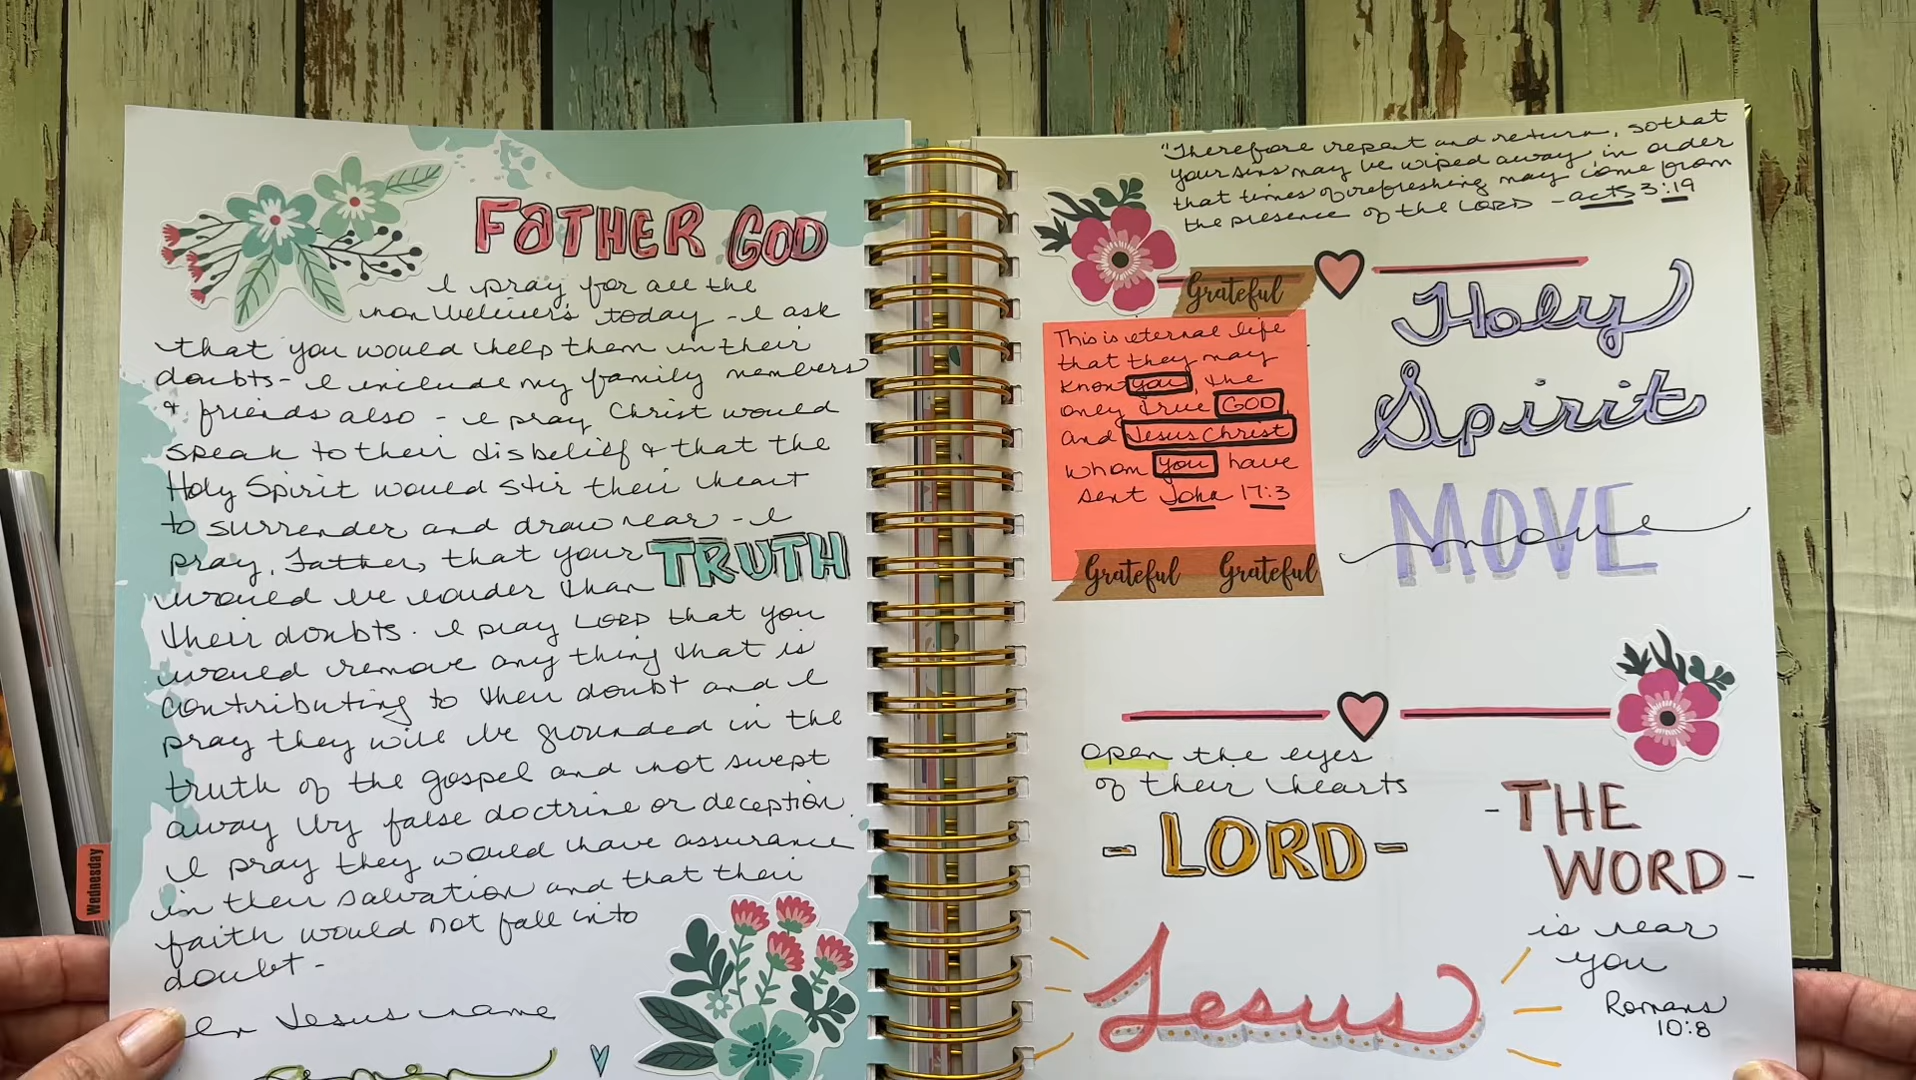 FATHER GOD
I pray for all the
non believer's today - I ask
that you would help them in their
doubts - I include my family members
+ friends also - I pray Christ would
speak to their disbelief + that the
Holy Spirit would stir their heart
to surrender and draw near - I
pray, Father, that your TRUTH
would be louder than
their doubts. I pray LORD that you
would remove any thing that is
contributing to their doubt and I
pray they will be grounded in the
truth of the gospel and not swept
away by false doctrine or deception.
I pray they would have assurance
in their salvation and that their
faith would not fall into
doubt -
In Jesus name
Wednesday
"Therefore repent and return, so that
your sins may be wiped away, in order
that times of refreshing may come from
the presence of the LORD - acts 3:19
Grateful
This is eternal life
that they may
know you, the
only true GOD,
and Jesus Christ
whom you have
sent John 17:3
Grateful Grateful
Holy
Spirit
MOVE
move
open the eyes
of their hearts
- LORD -
- THE
WORD -
is near
you
Romans
10:8
Jesus